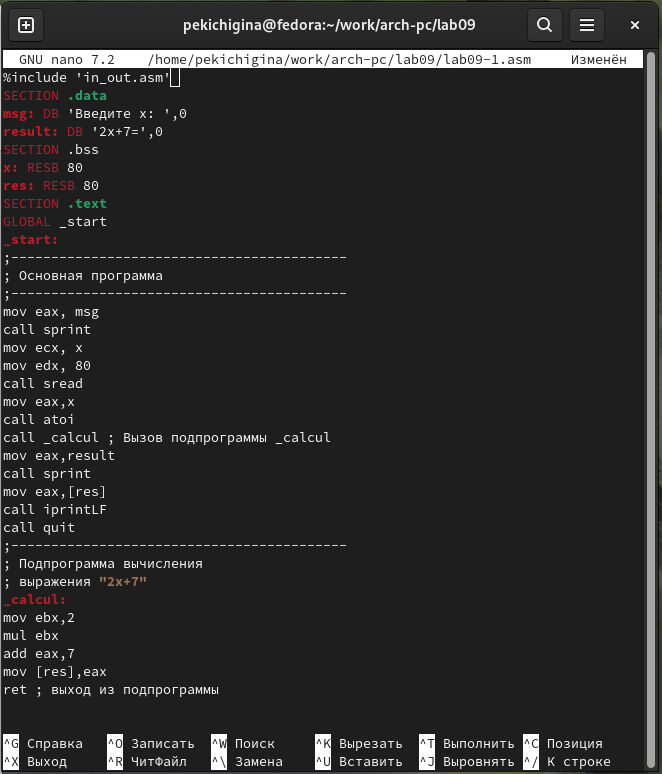 pekichigina@fedora:~/work/arch-pc/lab09
GNU nano 7.2    /home/pekichigina/work/arch-pc/lab09/lab09-1.asm     Изменён
%include 'in_out.asm'
SECTION .data
msg: DB 'Введите x: ',0
result: DB '2x+7=',0
SECTION .bss
x: RESB 80
res: RESB 80
SECTION .text
GLOBAL _start
_start:
;------------------------------------------
; Основная программа
;------------------------------------------
mov eax, msg
call sprint
mov ecx, x
mov edx, 80
call sread
mov eax,x
call atoi
call _calcul ; Вызов подпрограммы _calcul
mov eax,result
call sprint
mov eax,[res]
call iprintLF
call quit
;------------------------------------------
; Подпрограмма вычисления
; выражения "2x+7"
_calcul:
mov ebx,2
mul ebx
add eax,7
mov [res],eax
ret ; выход из подпрограммы
^G Справка   ^O Записать   ^W Поиск   ^K Вырезать   ^T Выполнить   ^C Позиция
^X Выход   ^R ЧитФайл   ^\ Замена   ^U Вставить   ^J Выровнять   ^/ К строке